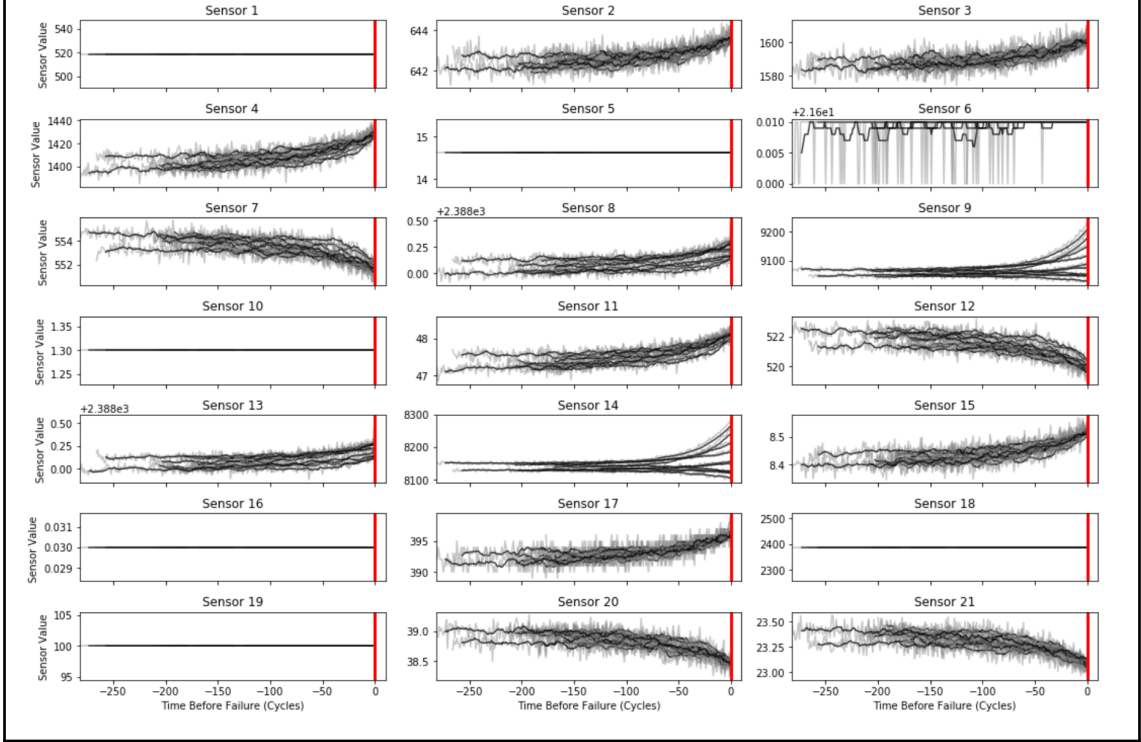 Sensor 1 Sensor 2 Sensor 3
Sensor Value 540 520 500
644 642
1600 1580
Sensor 4 Sensor 5 Sensor 6
Sensor Value 1440 1420 1400
15 14
+2.16e1 0.010 0.005 0.000
Sensor 7 Sensor 8 Sensor 9
Sensor Value 554 552
+2.388e3 0.50 0.25 0.00
9200 9100
Sensor 10 Sensor 11 Sensor 12
Sensor Value 1.35 1.30 1.25
48 47
522 520
Sensor 13 Sensor 14 Sensor 15
Sensor Value +2.388e3 0.50 0.25 0.00
8300 8200 8100
8.5 8.4
Sensor 16 Sensor 17 Sensor 18
Sensor Value 0.031 0.030 0.029
395 390
2500 2400 2300
Sensor 19 Sensor 20 Sensor 21
Sensor Value 105 100 95
39.0 38.5
23.50 23.25 23.00
−250 −200 −150 −100 −50 0 −250 −200 −150 −100 −50 0 −250 −200 −150 −100 −50 0
Time Before Failure (Cycles) Time Before Failure (Cycles) Time Before Failure (Cycles)